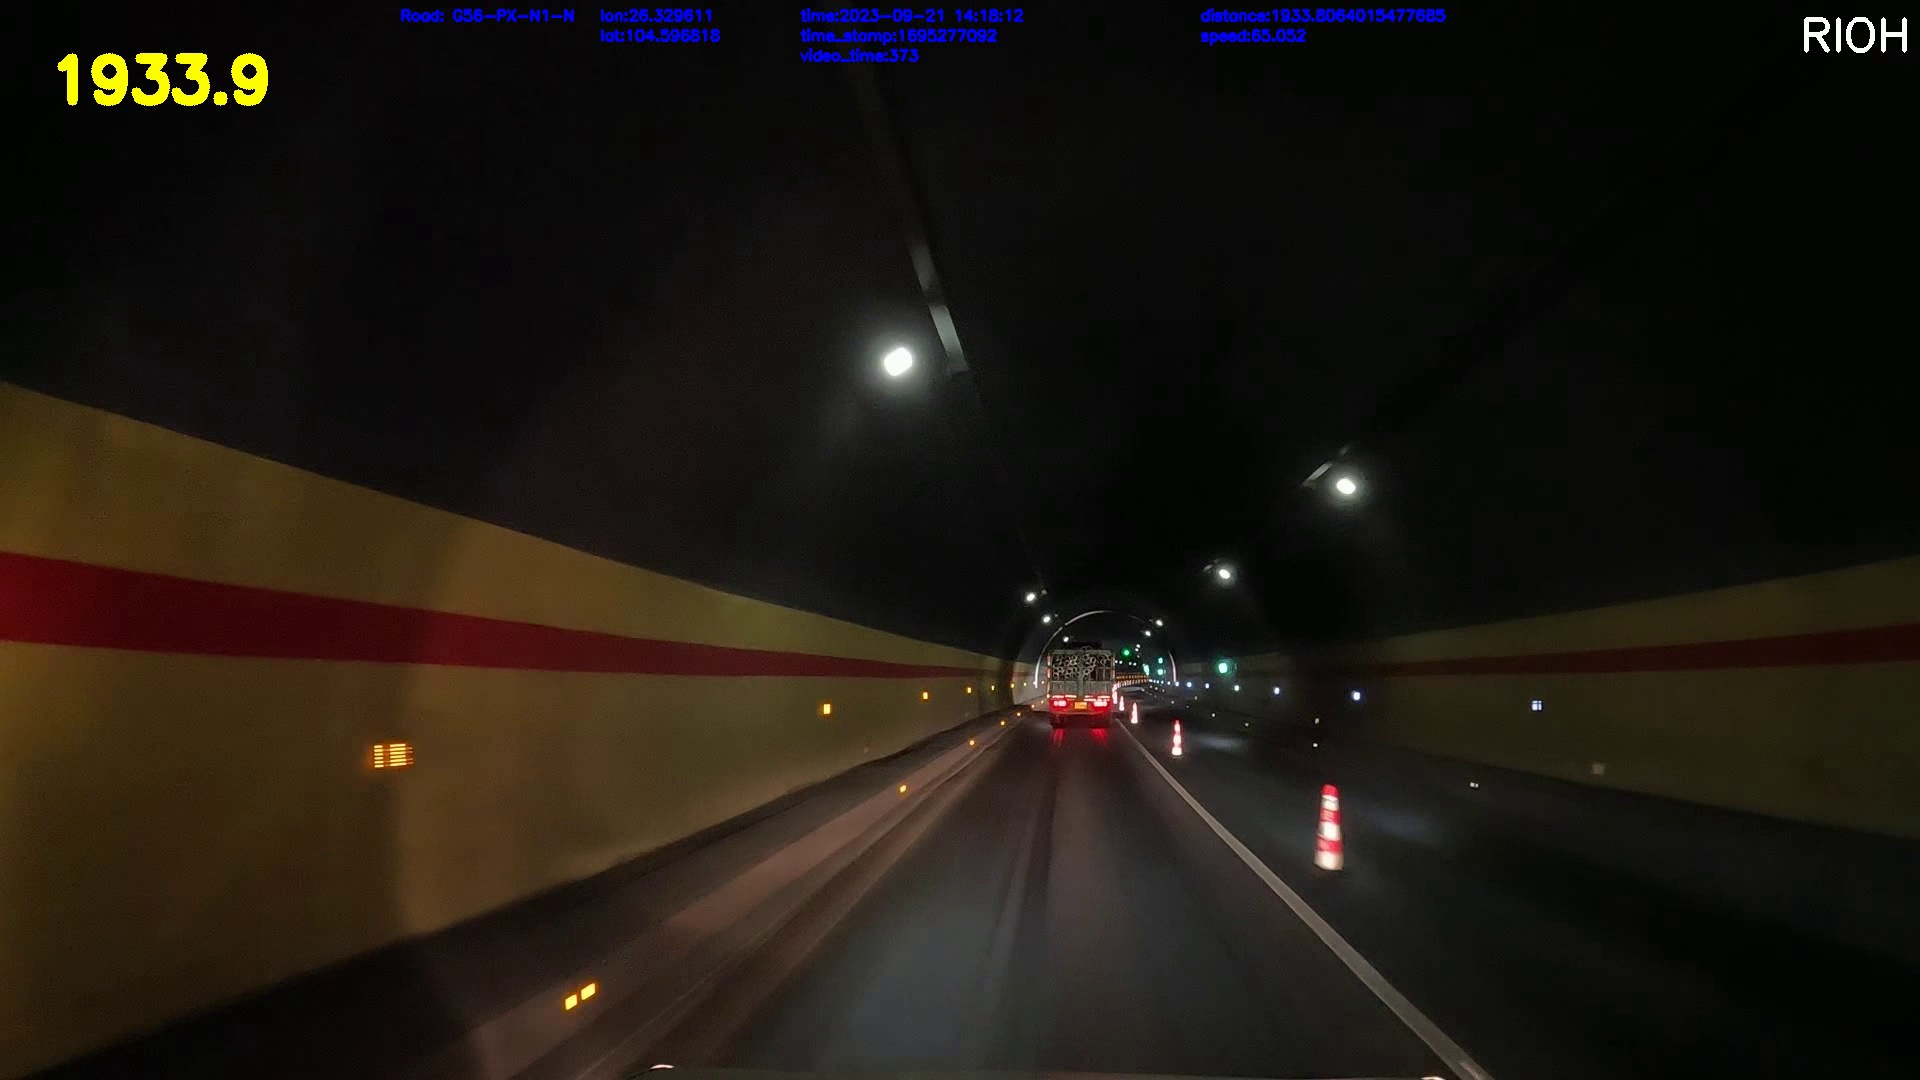 Road: G56-PX-N1-N
lon:26.329611
lat:104.596818
time:2023-09-21 14:18:12
time_stamp:1695277092
video_time:373
distance:1933.8064015477685
speed:65.052
RIOH
1933.9